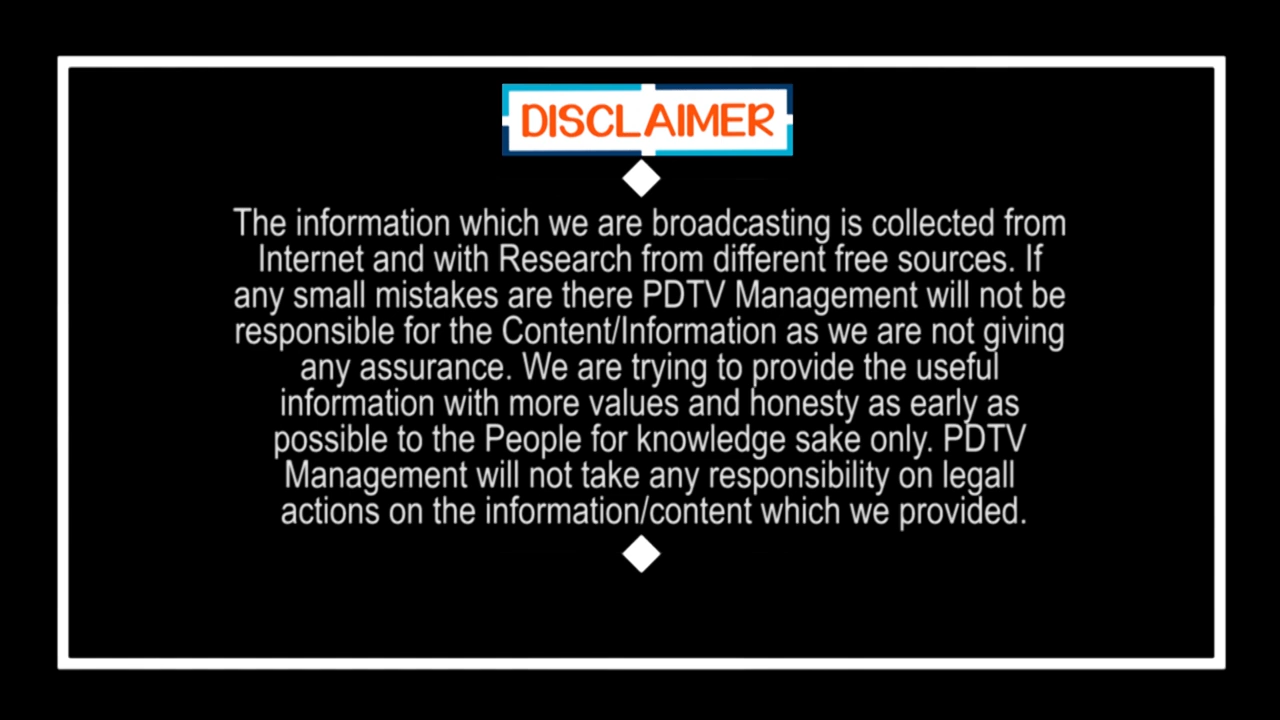 DISCLAIMER
The information which we are broadcasting is collected from
Internet and with Research from different free sources. If
any small mistakes are there PDTV Management will not be
responsible for the Content/Information as we are not giving
any assurance. We are trying to provide the useful
information with more values and honesty as early as
possible to the People for knowledge sake only. PDTV
Management will not take any responsibility on legall
actions on the information/content which we provided.